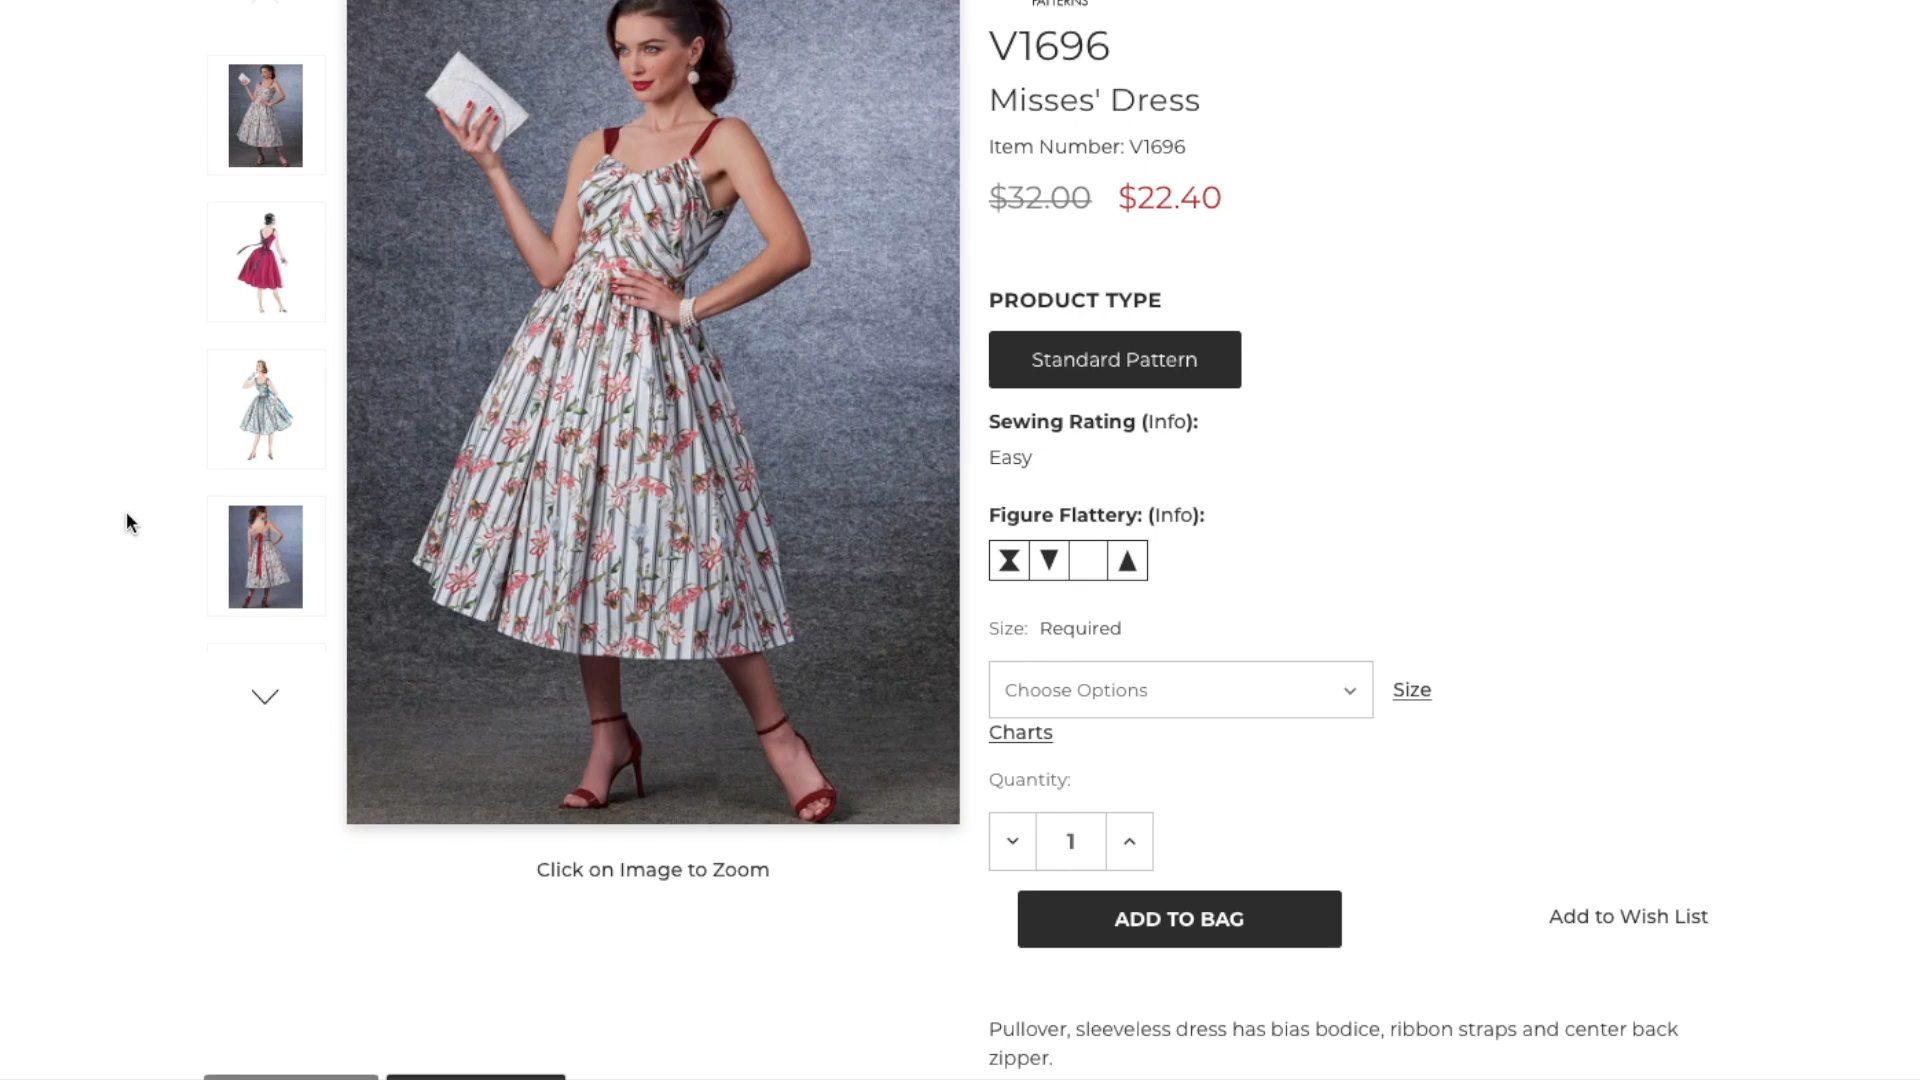 PATTERNS
V1696
Misses' Dress
Item Number: V1696
$32.00 $22.40
PRODUCT TYPE
Standard Pattern
Sewing Rating (Info):
Easy
Figure Flattery: (Info):
Size: Required
Choose Options
Size
Charts
Quantity:
1
Click on Image to Zoom
ADD TO BAG
Add to Wish List
Pullover, sleeveless dress has bias bodice, ribbon straps and center back
zipper.